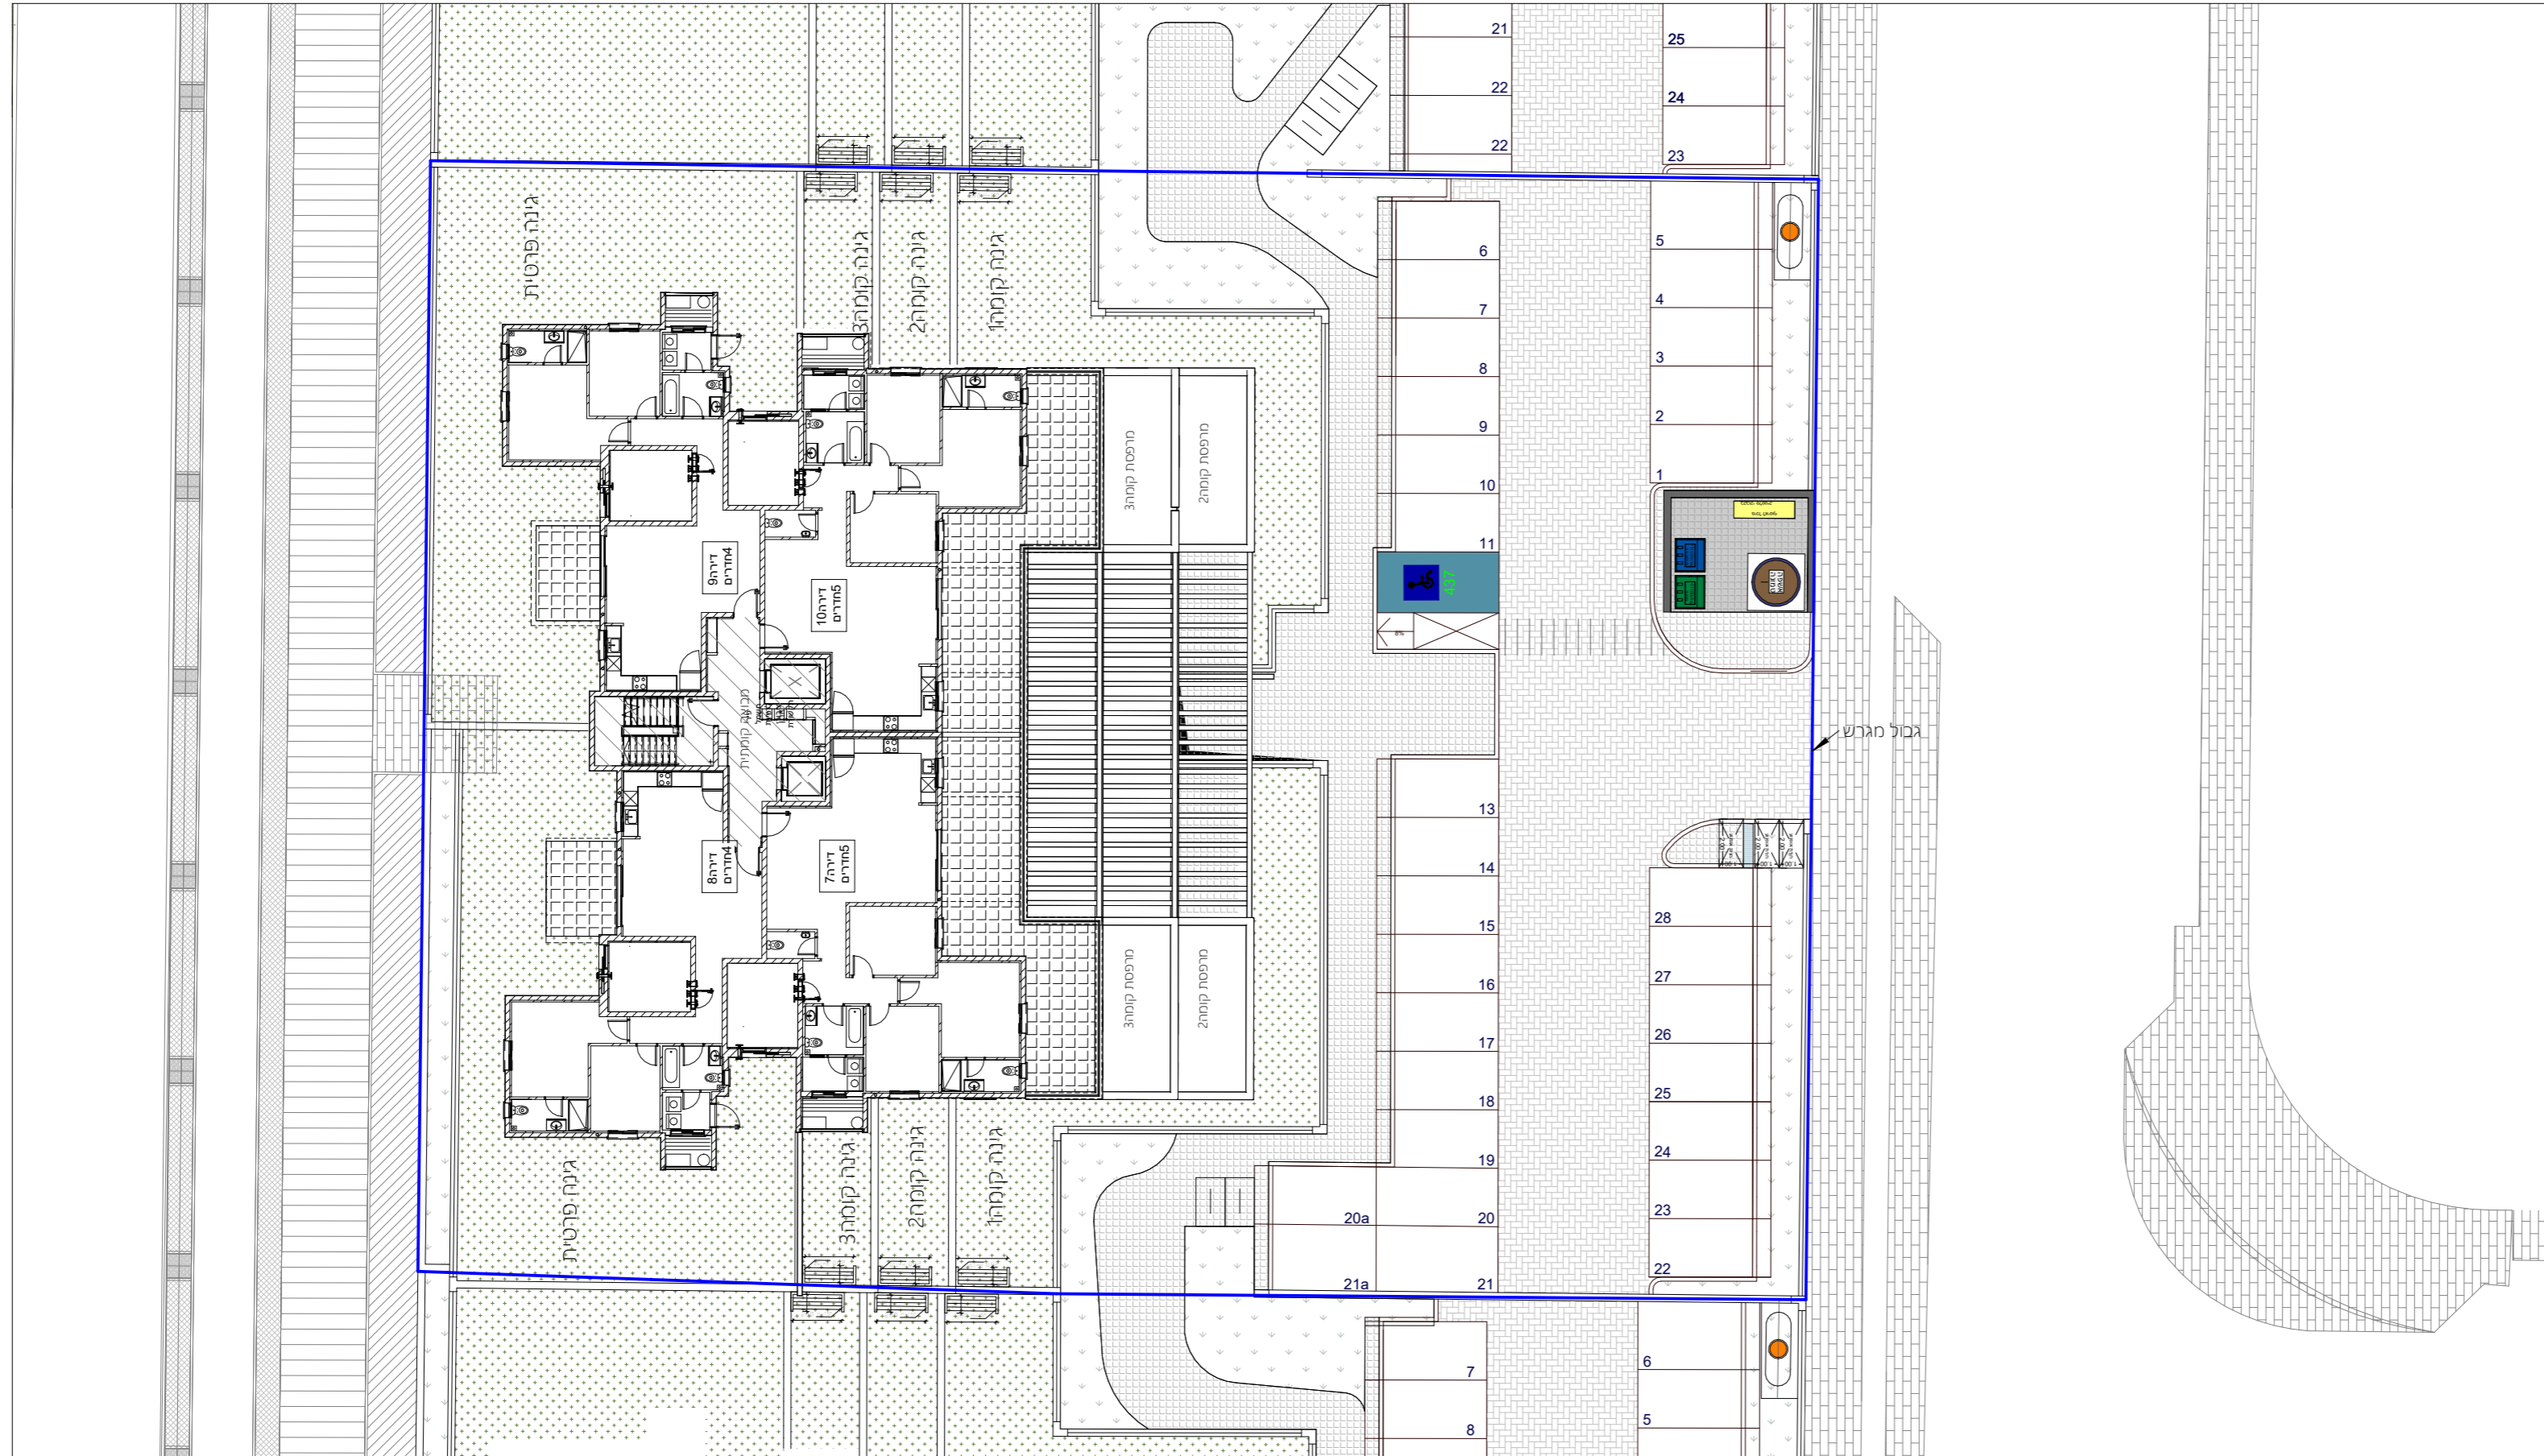 21
22
22
25
24
23
גינה פרטית
גינה קומה3
גינה קומה2
גינה קומה1
6
7
8
9
10
11
5
4
3
2
1
437
8%
מרפסת קומה3
מרפסת קומה2
דירה9
4חדרים
דירה10
5חדרים
מבואה קומתית
דירה8
4חדרים
דירה7
5חדרים
גבול מגרש
מרפסת קומה3
מרפסת קומה2
13
14
15
16
17
18
19
20a
20
21a
21
28
27
26
25
24
23
22
גינה פרטית
גינה קומה3
גינה קומה2
גינה קומה1
7
8
6
5